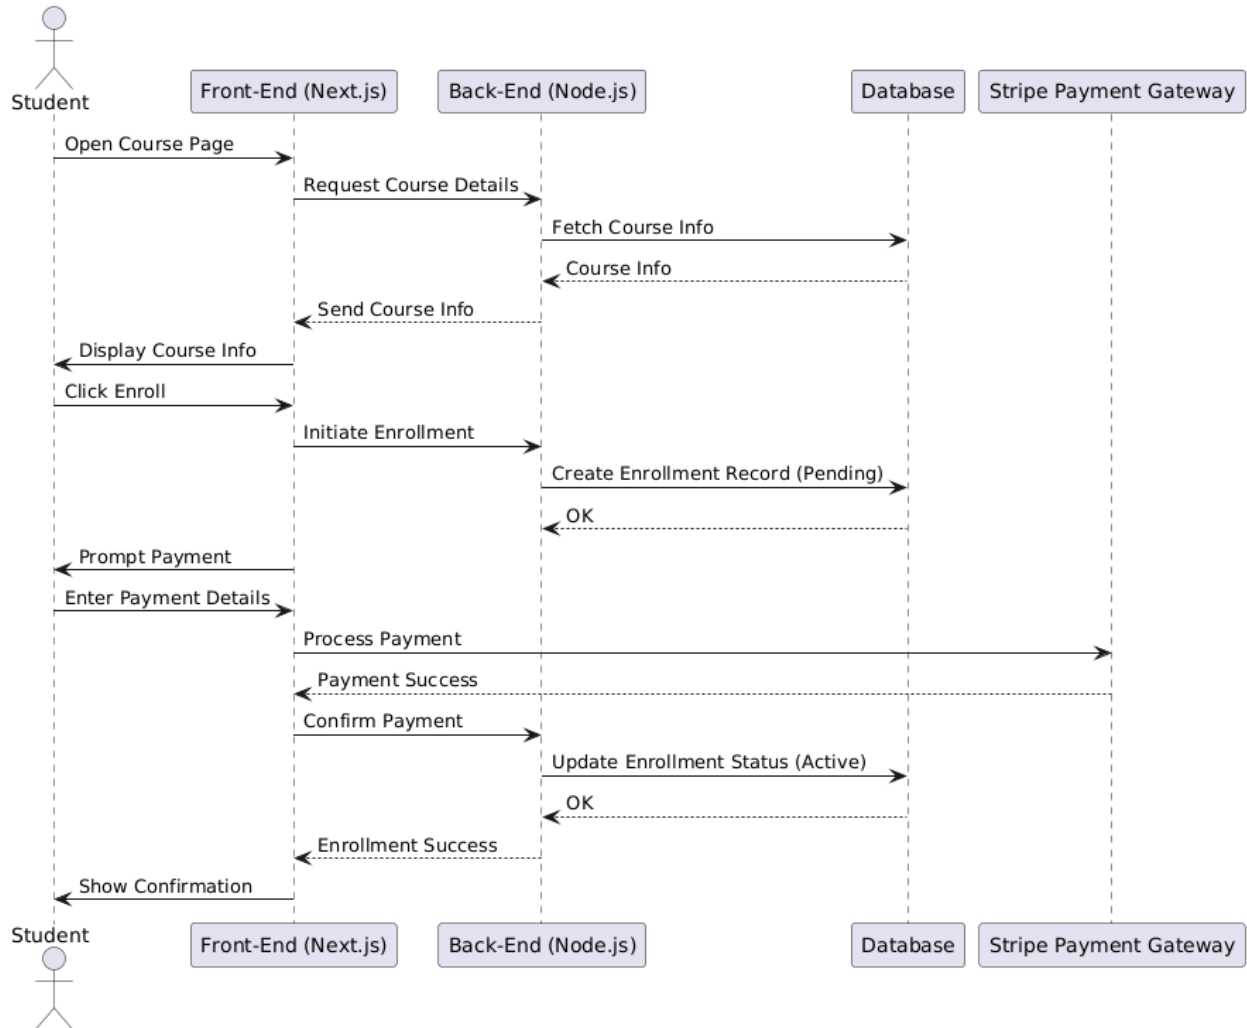 Student
Front-End (Next.js)
Back-End (Node.js)
Database
Stripe Payment Gateway
Open Course Page
Request Course Details
Fetch Course Info
Course Info
Send Course Info
Display Course Info
Click Enroll
Initiate Enrollment
Create Enrollment Record (Pending)
OK
Prompt Payment
Enter Payment Details
Process Payment
Payment Success
Confirm Payment
Update Enrollment Status (Active)
OK
Enrollment Success
Show Confirmation
Student
Front-End (Next.js)
Back-End (Node.js)
Database
Stripe Payment Gateway